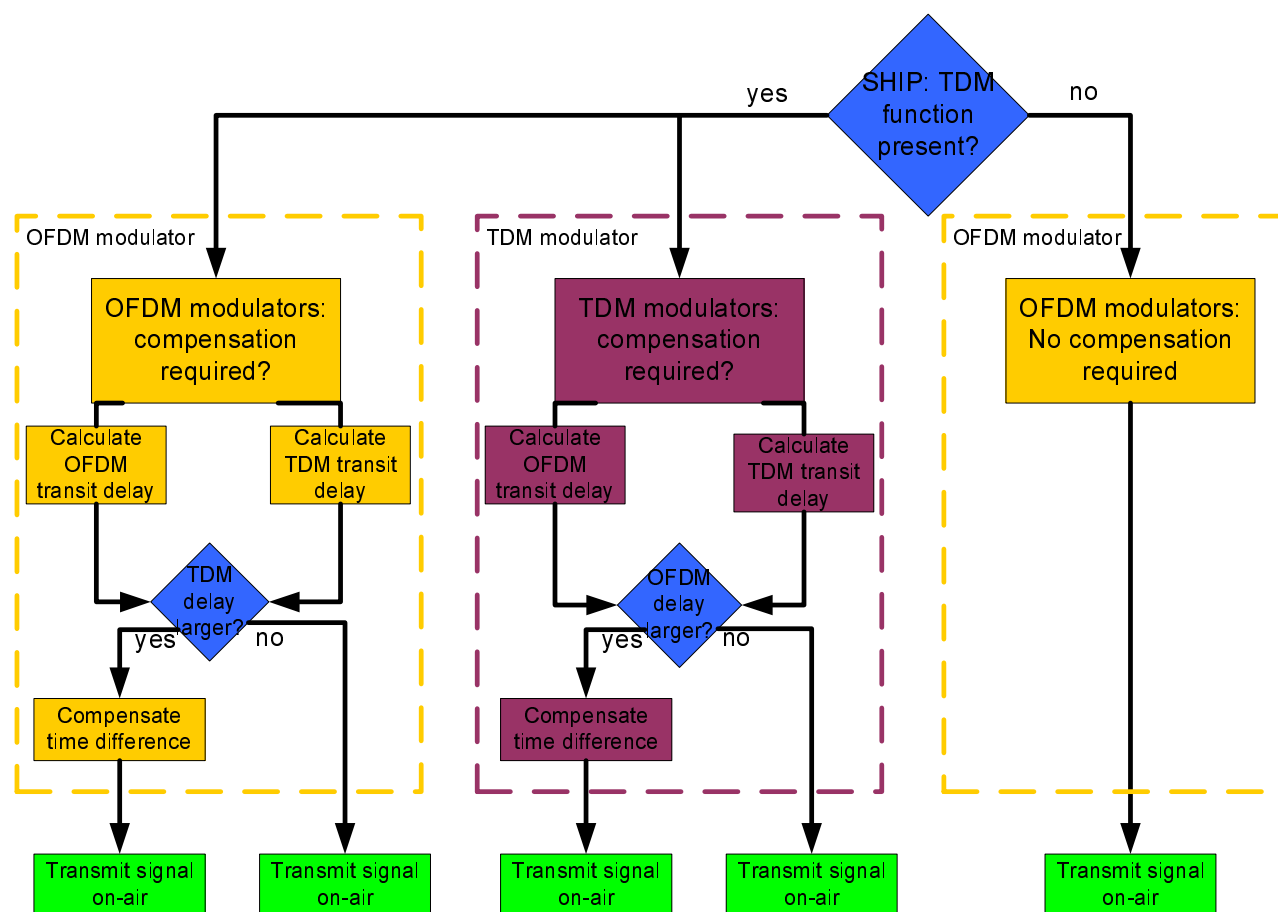 SHIP: TDM
function
present?
yes
no
OFDM modulator
OFDM modulators:
compensation
required?
Calculate
OFDM
transit delay
Calculate
TDM transit
delay
TDM
delay
larger?
yes
no
Compensate
time difference
Transmit signal
on-air
Transmit signal
on-air
TDM modulator
TDM modulators:
compensation
required?
Calculate
OFDM
transit delay
Calculate
TDM transit
delay
OFDM
delay
larger?
yes
no
Compensate
time difference
Transmit signal
on-air
Transmit signal
on-air
OFDM modulator
OFDM modulators:
No compensation
required
Transmit signal
on-air